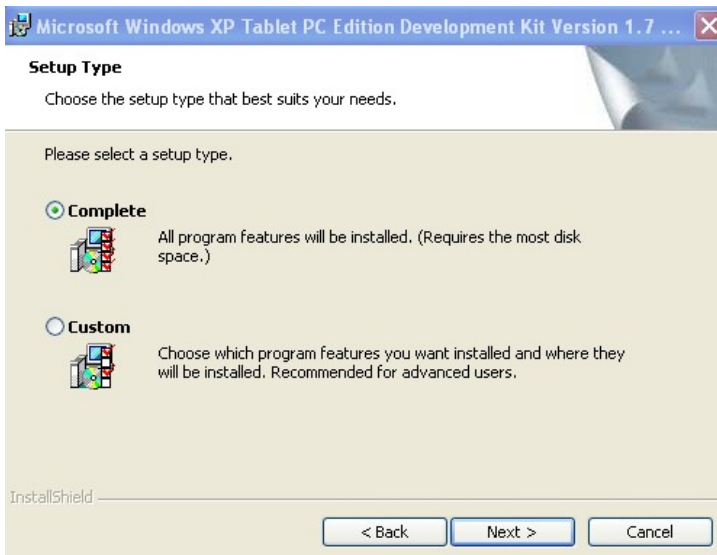 Microsoft Windows XP Tablet PC Edition Development Kit Version 1.7 ...
Setup Type
Choose the setup type that best suits your needs.
Please select a setup type.
Complete
All program features will be installed. (Requires the most disk
space.)
Custom
Choose which program features you want installed and where they
will be installed. Recommended for advanced users.
InstallShield
< Back
Next >
Cancel